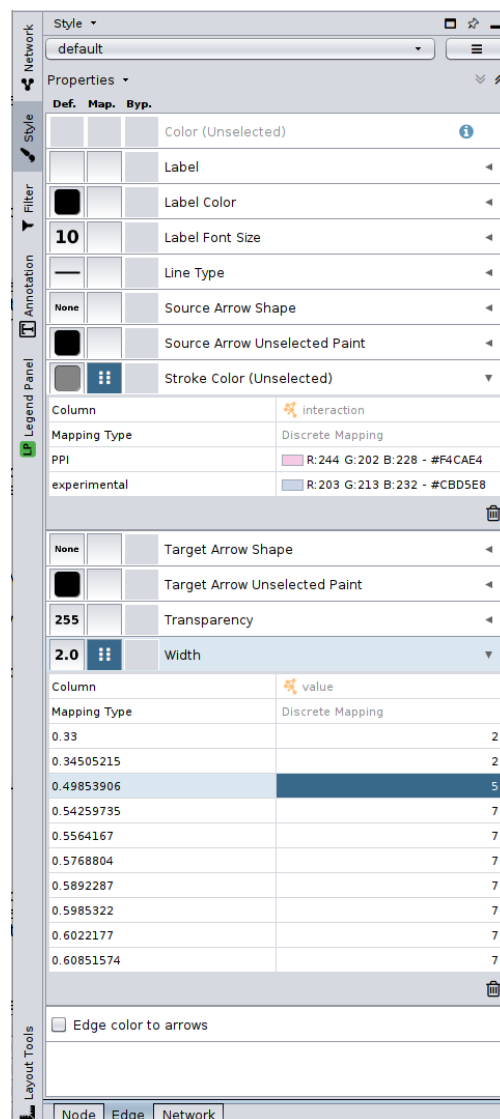 Style
default
Properties
Def. Map. Byp.
Color (Unselected)
Label
Label Color
10 Label Font Size
Line Type
None Source Arrow Shape
Source Arrow Unselected Paint
Stroke Color (Unselected)
Column interaction
Mapping Type Discrete Mapping
PPI R:244 G:202 B:228 - #F4CAE4
experimental R:203 G:213 B:232 - #CBD5E8
None Target Arrow Shape
Target Arrow Unselected Paint
255 Transparency
2.0 Width
Column value
Mapping Type Discrete Mapping
0.33 2
0.34505215 2
0.49853906 5
0.54259735 7
0.5564167 7
0.5768804 7
0.5892287 7
0.5985322 7
0.6022177 7
0.60851574 7
Edge color to arrows
Node Edge Network
Network
Style
Filter
T Annotation
LP Legend Panel
Layout Tools